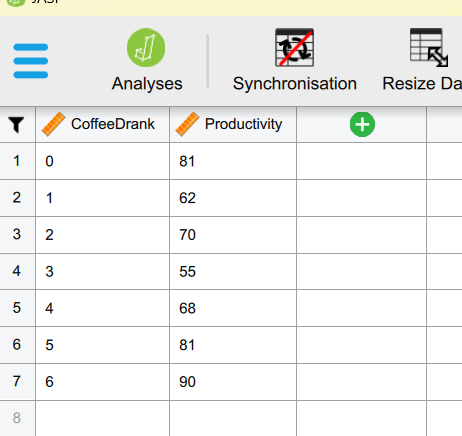 JASP
Analyses Synchronisation Resize Da
CoffeeDrank Productivity
1 0 81
2 1 62
3 2 70
4 3 55
5 4 68
6 5 81
7 6 90
8